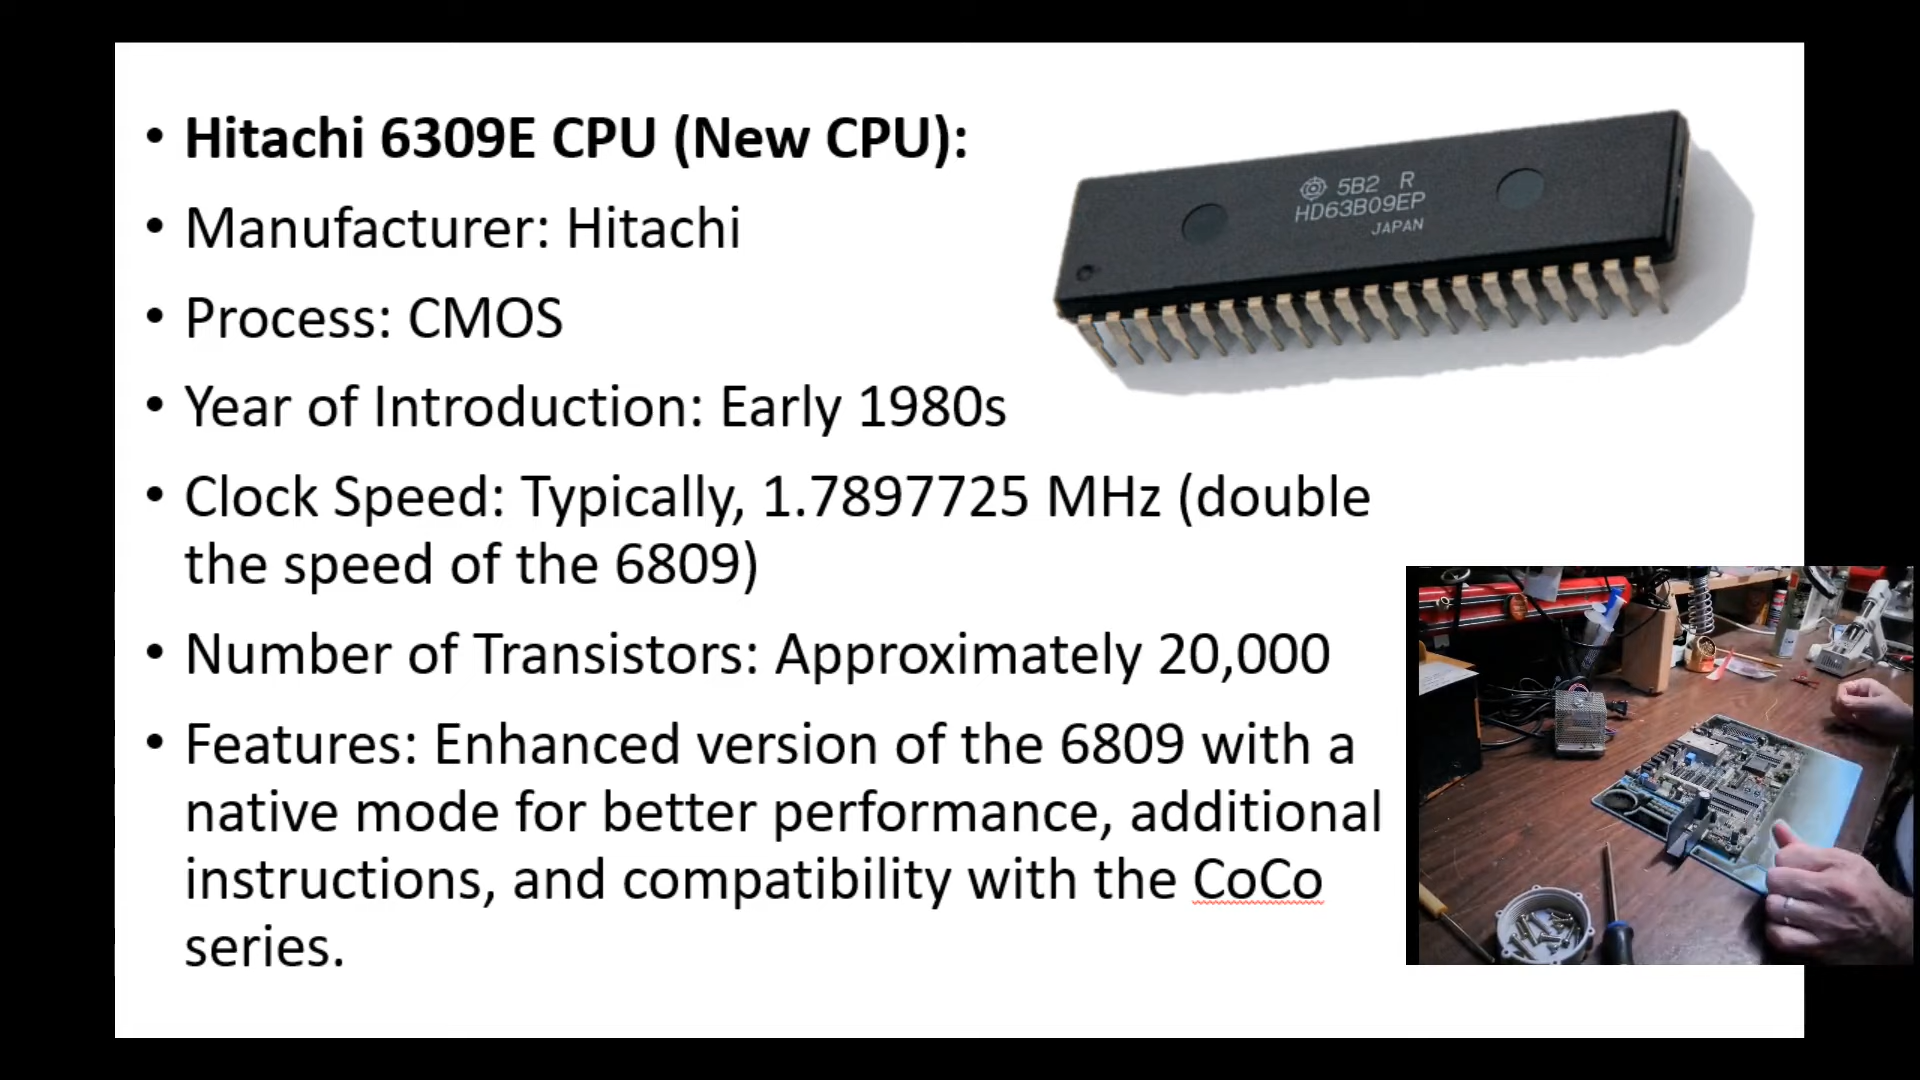 • Hitachi 6309E CPU (New CPU):
• Manufacturer: Hitachi
• Process: CMOS
• Year of Introduction: Early 1980s
• Clock Speed: Typically, 1.7897725 MHz (double
the speed of the 6809)
• Number of Transistors: Approximately 20,000
• Features: Enhanced version of the 6809 with a
native mode for better performance, additional
instructions, and compatibility with the CoCo
series.
5B2 R
HD63B09EP
JAPAN